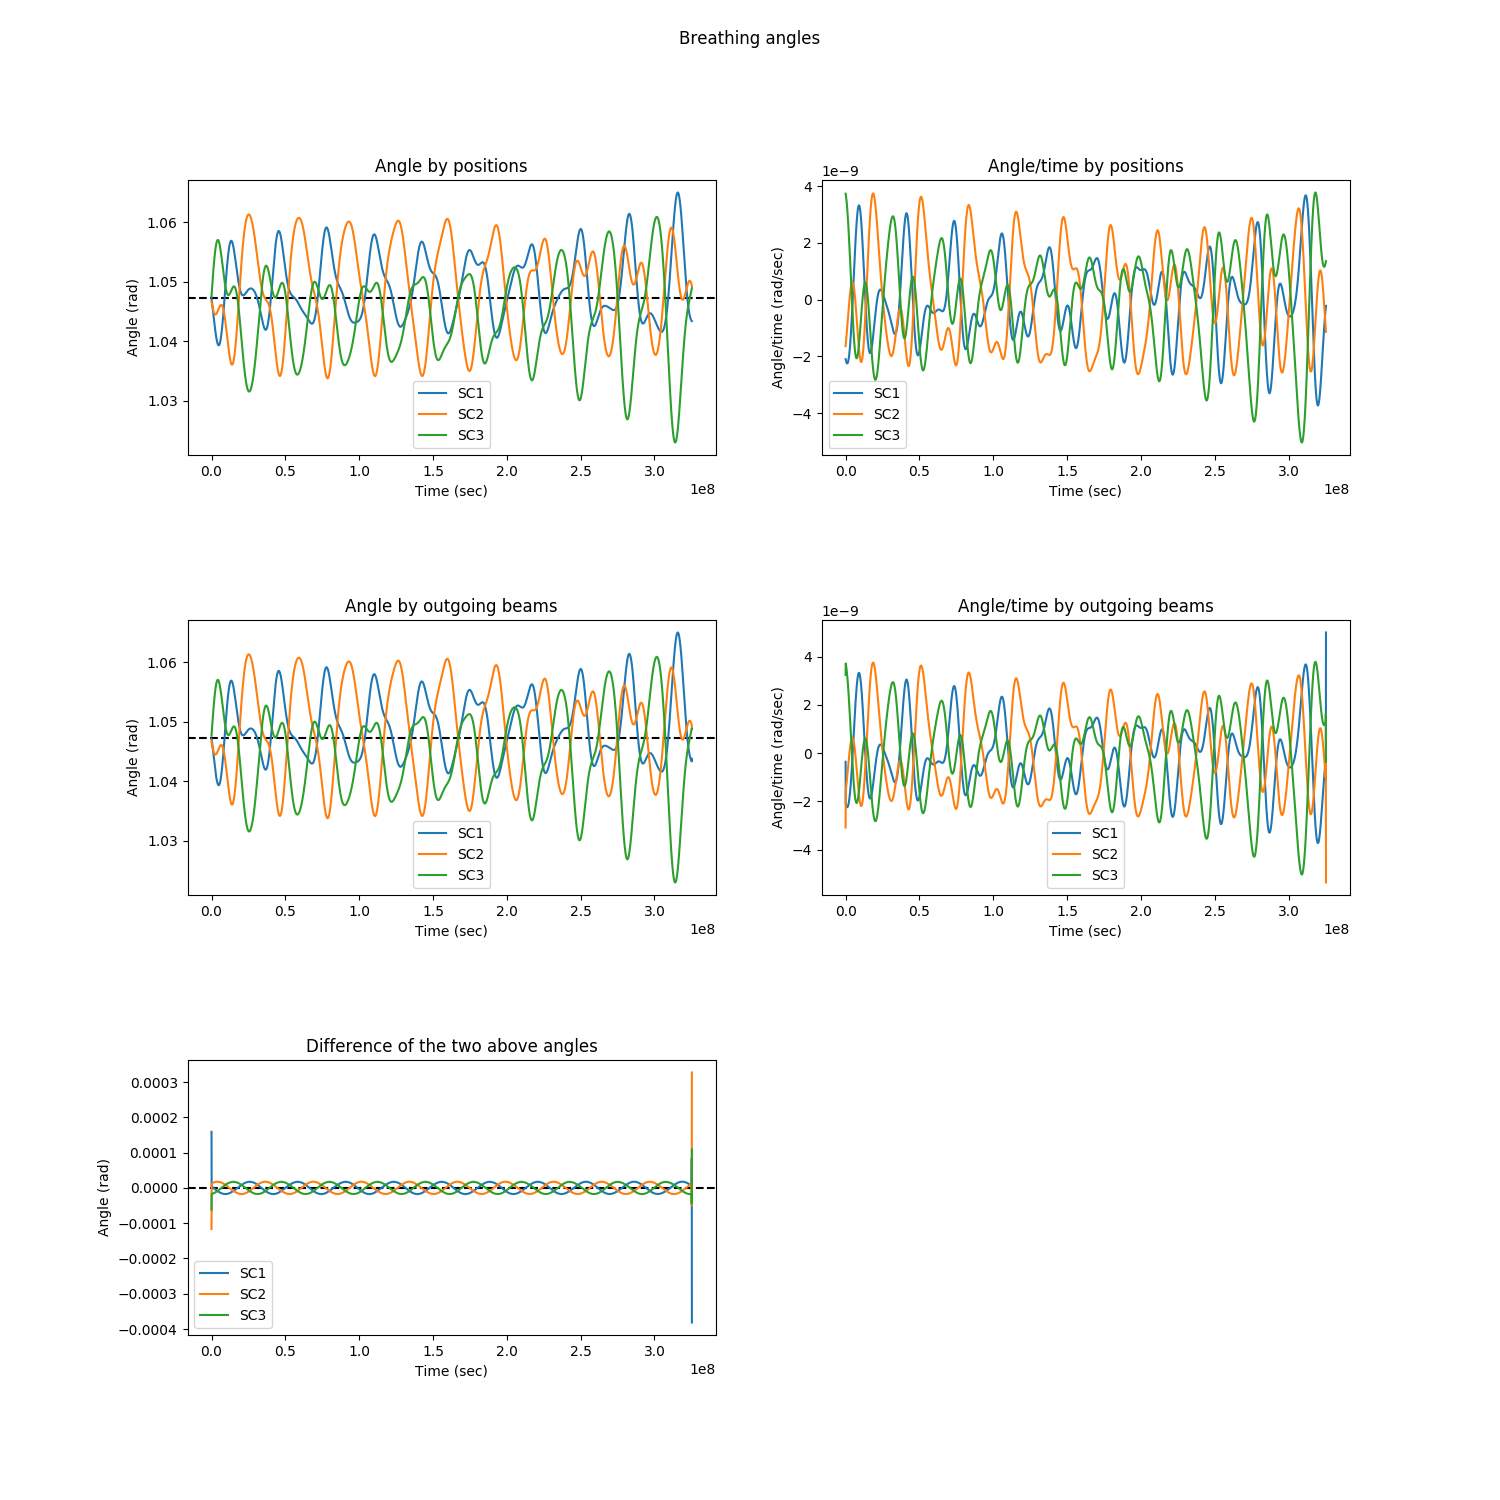 Breathing angles
Angle by positions
Angle (rad)
1.06
1.05
1.04
1.03
SC1
SC2
SC3
0.0 0.5 1.0 1.5 2.0 2.5 3.0
1e8
Time (sec)
Angle/time by positions
1e−9
Angle/time (rad/sec)
4
2
0
−2
−4
SC1
SC2
SC3
0.0 0.5 1.0 1.5 2.0 2.5 3.0
1e8
Time (sec)
Angle by outgoing beams
Angle (rad)
1.06
1.05
1.04
1.03
SC1
SC2
SC3
0.0 0.5 1.0 1.5 2.0 2.5 3.0
1e8
Time (sec)
Angle/time by outgoing beams
1e−9
Angle/time (rad/sec)
4
2
0
−2
−4
SC1
SC2
SC3
0.0 0.5 1.0 1.5 2.0 2.5 3.0
1e8
Time (sec)
Difference of the two above angles
Angle (rad)
0.0003
0.0002
0.0001
0.0000
−0.0001
−0.0002
−0.0003
−0.0004
SC1
SC2
SC3
0.0 0.5 1.0 1.5 2.0 2.5 3.0
1e8
Time (sec)